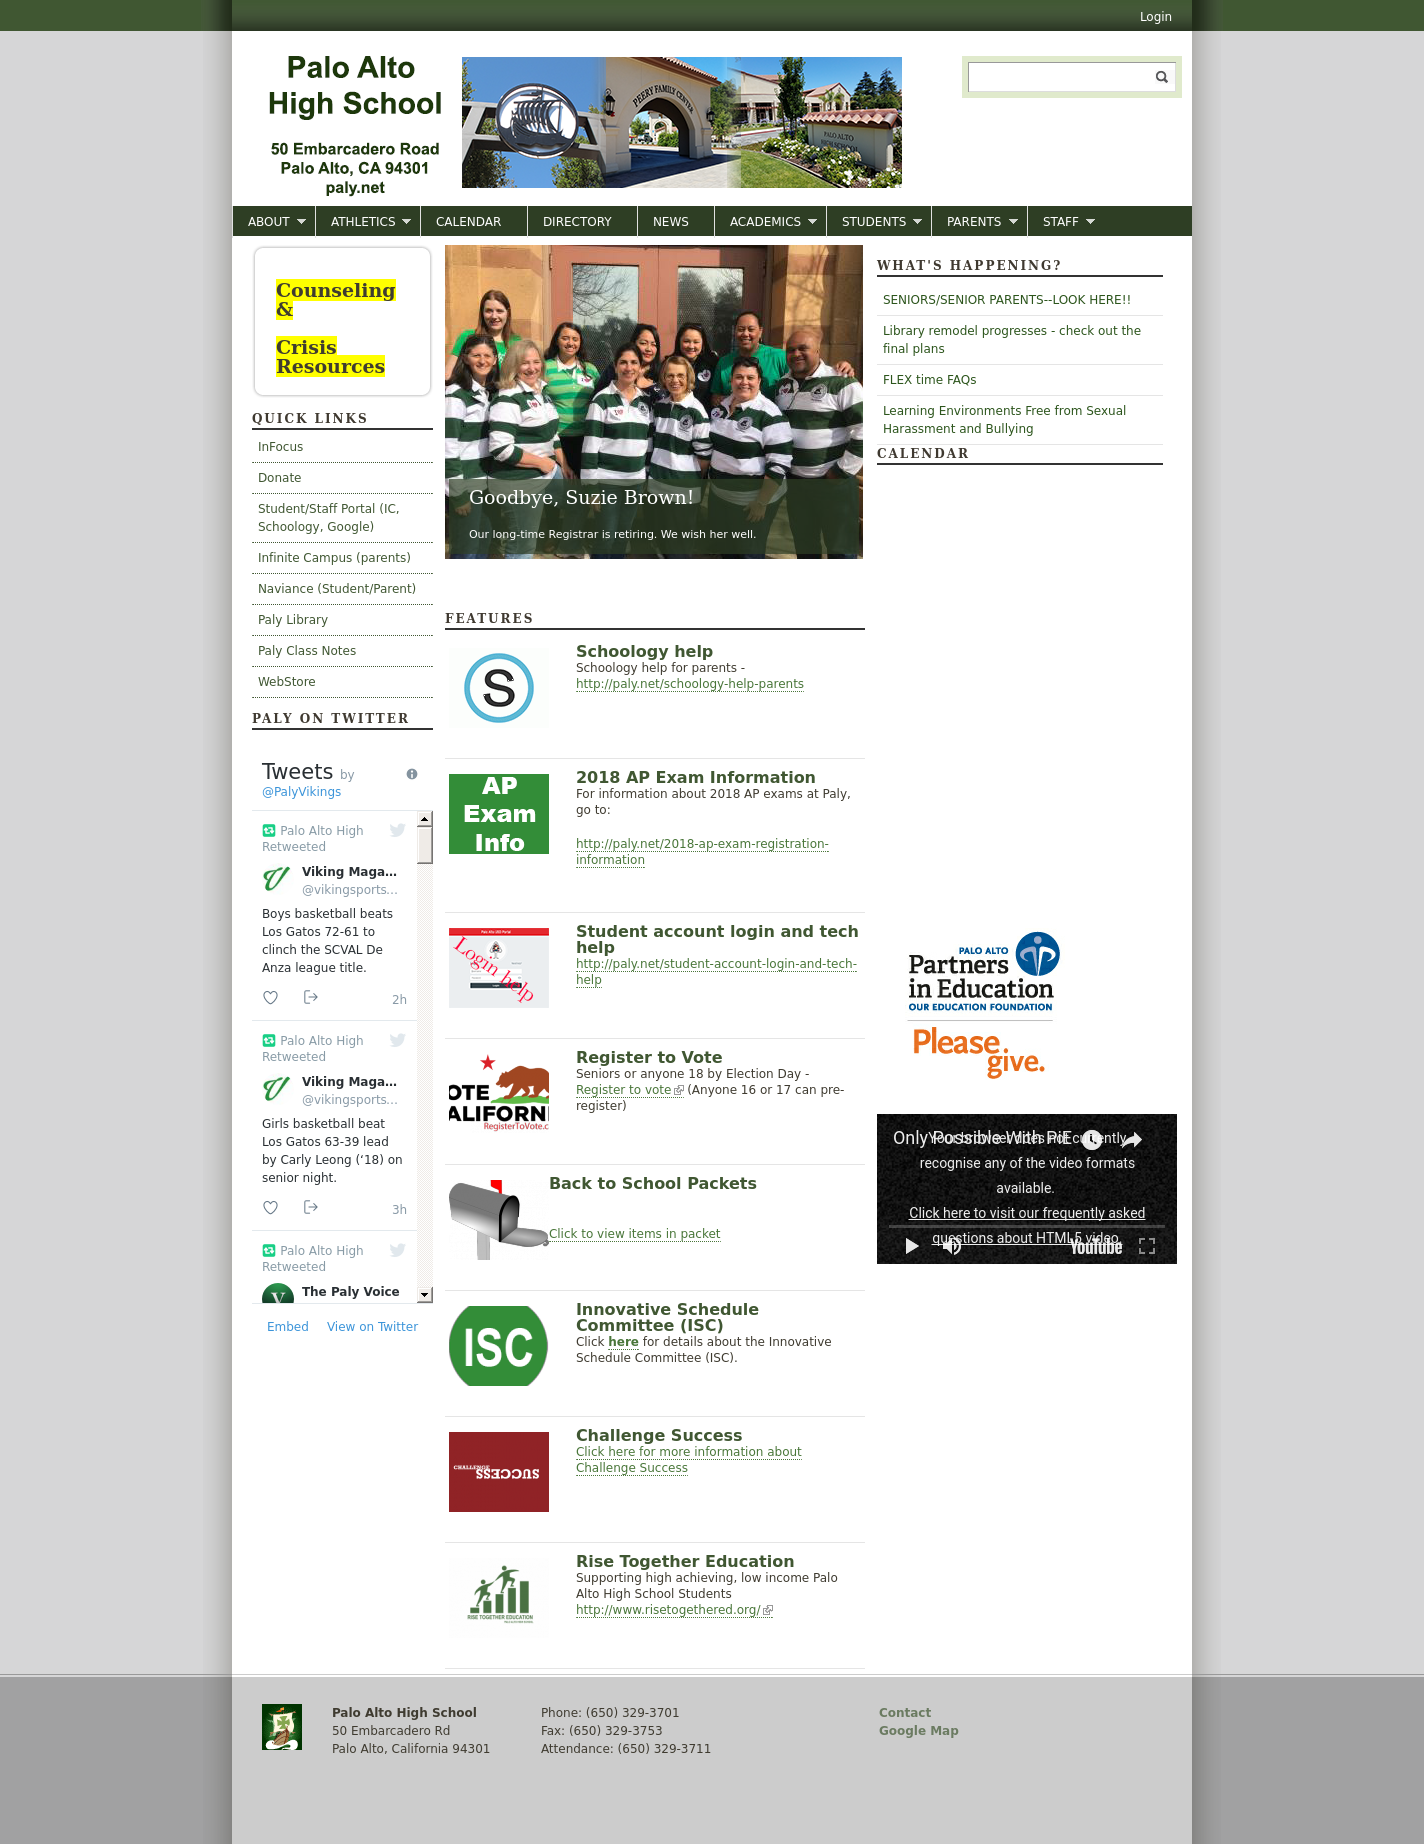 Login
Palo Alto
High School
50 Embarcadero Road
Palo Alto, CA 94301
paly.net
PEERY FAMILY CENTER
PALO ALTO
HIGH SCHOOL
ABOUT ATHLETICS CALENDAR DIRECTORY NEWS ACADEMICS STUDENTS PARENTS STAFF
Counseling
&
Crisis
Resources
QUICK LINKS
InFocus
Donate
Student/Staff Portal (IC,
Schoology, Google)
Infinite Campus (parents)
Naviance (Student/Parent)
Paly Library
Paly Class Notes
WebStore
PALY ON TWITTER
Tweets by
@PalyVikings
Palo Alto High
Retweeted
Viking Maga...
@vikingsports...
Boys basketball beats
Los Gatos 72-61 to
clinch the SCVAL De
Anza league title.
2h
Palo Alto High
Retweeted
Viking Maga...
@vikingsports...
Girls basketball beat
Los Gatos 63-39 lead
by Carly Leong (‘18) on
senior night.
3h
Palo Alto High
Retweeted
The Paly Voice
Embed View on Twitter
Goodbye, Suzie Brown!
Our long-time Registrar is retiring. We wish her well.
FEATURES
S
Schoology help
Schoology help for parents -
http://paly.net/schoology-help-parents
AP
Exam
Info
2018 AP Exam Information
For information about 2018 AP exams at Paly,
go to:
http://paly.net/2018-ap-exam-registration-
information
Login help
Student account login and tech
help
http://paly.net/student-account-login-and-tech-
help
OTE
ALIFORN
RegisterToVote.c
Register to Vote
Seniors or anyone 18 by Election Day -
Register to vote (Anyone 16 or 17 can pre-
register)
Back to School Packets
Click to view items in packet
ISC
Innovative Schedule
Committee (ISC)
Click here for details about the Innovative
Schedule Committee (ISC).
CHALLENGE
SUCCESS
Challenge Success
Click here for more information about
Challenge Success
RISE TOGETHER EDUCATION
Rise Together Education
Supporting high achieving, low income Palo
Alto High School Students
http://www.risetogethered.org/
WHAT'S HAPPENING?
SENIORS/SENIOR PARENTS--LOOK HERE!!
Library remodel progresses - check out the
final plans
FLEX time FAQs
Learning Environments Free from Sexual
Harassment and Bullying
CALENDAR
PALO ALTO
Partners
in Education
OUR EDUCATION FOUNDATION
Please
give.
Only Possible With PiE
Your browser does not currently
recognise any of the video formats
available.
Click here to visit our frequently asked
questions about HTML5 video.
YouTube
Palo Alto High School
50 Embarcadero Rd
Palo Alto, California 94301
Phone: (650) 329-3701
Fax: (650) 329-3753
Attendance: (650) 329-3711
Contact
Google Map